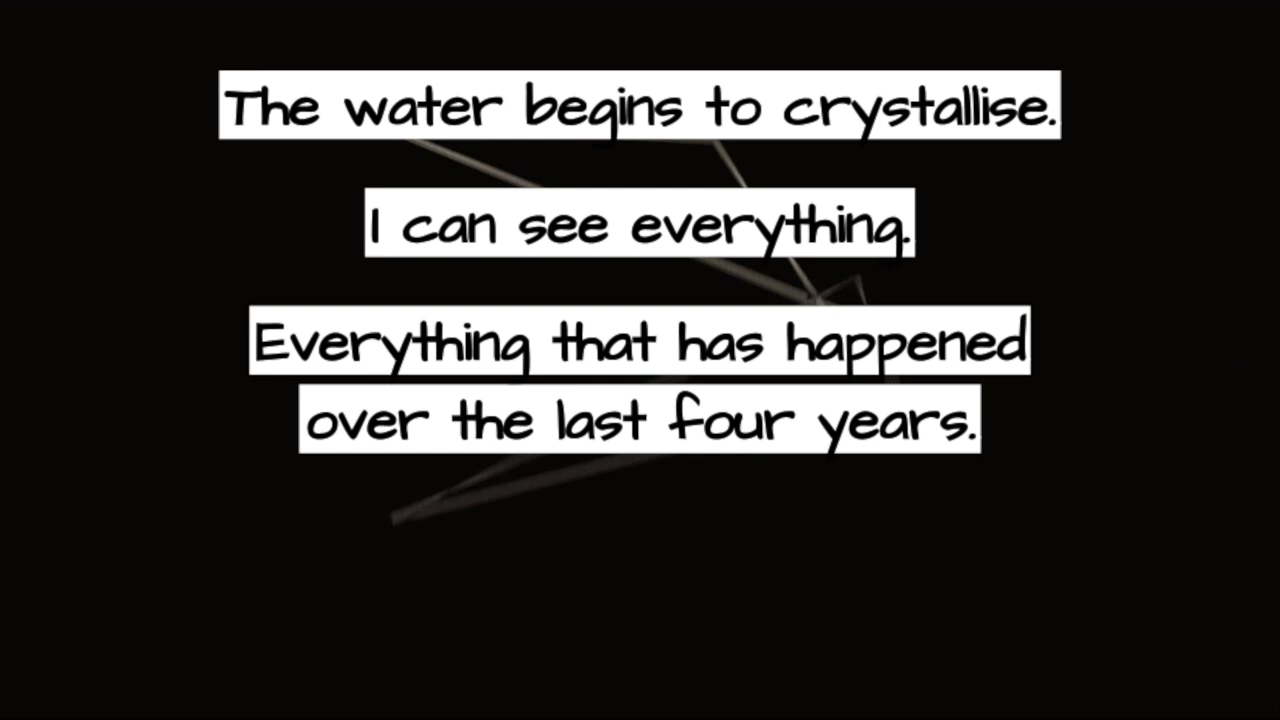 The water begins to crystallise.
I can see everything.
Everything that has happened
over the last four years.